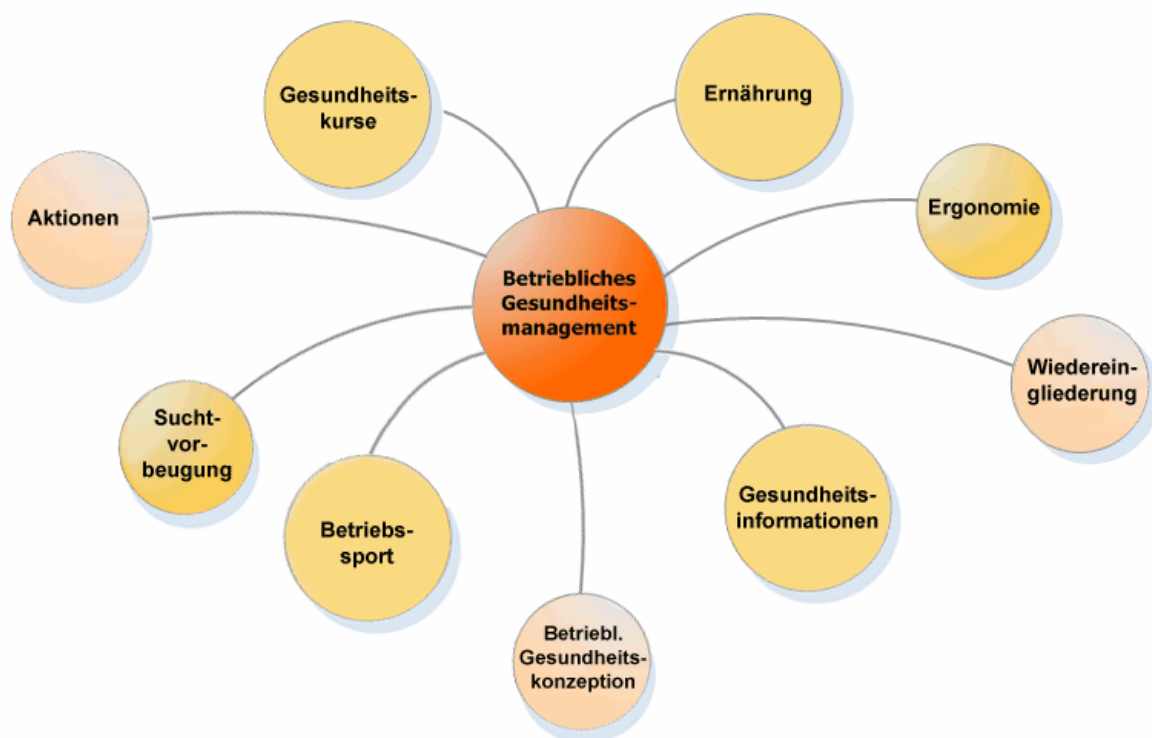 Gesundheits-
kurse
Ernährung
Aktionen
Ergonomie
Betriebliches
Gesundheits-
management
Wiederein-
gliederung
Sucht-
vor-
beugung
Betriebs-
sport
Gesundheits-
informationen
Betriebl.
Gesundheits-
konzeption